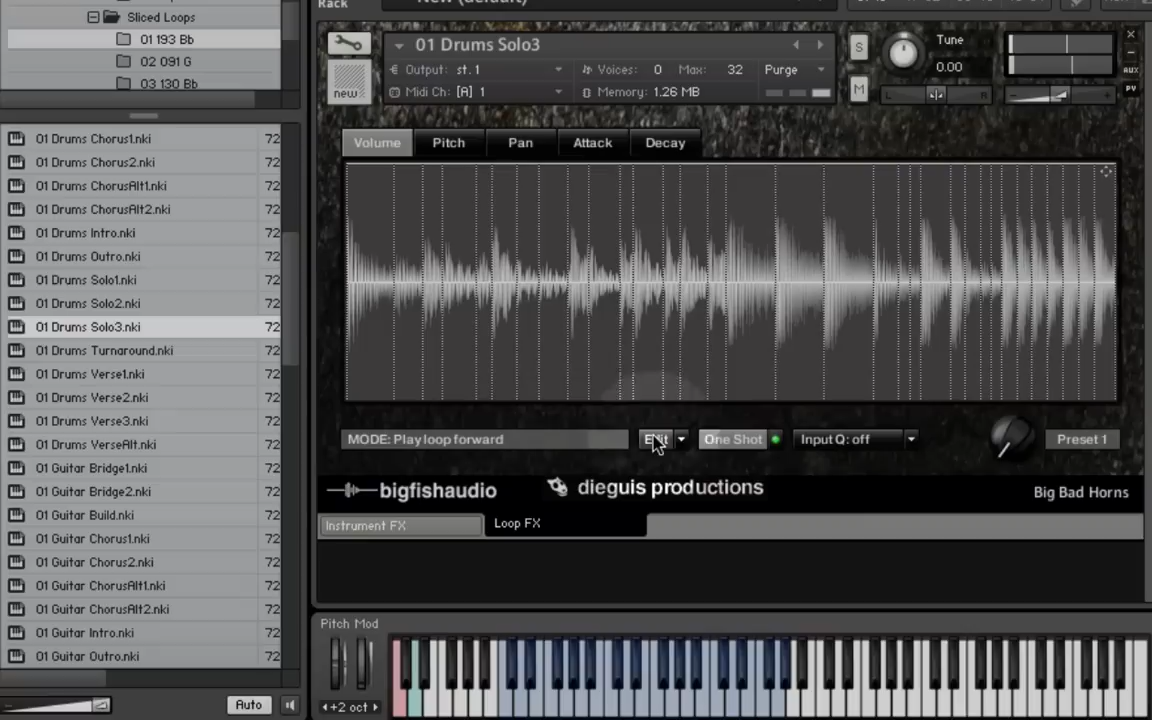 Rack
Sliced Loops
01 193 Bb
02 091 G
03 130 Bb
01 Drums Chorus1.nki 72
01 Drums Chorus2.nki 72
01 Drums ChorusAlt1.nki 72
01 Drums ChorusAlt2.nki 72
01 Drums Intro.nki 72
01 Drums Outro.nki 72
01 Drums Solo1.nki 72
01 Drums Solo2.nki 72
01 Drums Solo3.nki 72
01 Drums Turnaround.nki 72
01 Drums Verse1.nki 72
01 Drums Verse2.nki 72
01 Drums Verse3.nki 72
01 Drums VerseAlt.nki 72
01 Guitar Bridge1.nki 72
01 Guitar Bridge2.nki 72
01 Guitar Build.nki 72
01 Guitar Chorus1.nki 72
01 Guitar Chorus2.nki 72
01 Guitar ChorusAlt1.nki 72
01 Guitar ChorusAlt2.nki 72
01 Guitar Intro.nki 72
01 Guitar Outro.nki 72
Auto
new
01 Drums Solo3
Output: st.1 Voices: 0 Max: 32 Purge
Midi Ch: [A] 1 Memory: 1.26 MB
S
M
Tune
0.00
L R
AUX
PV
Volume Pitch Pan Attack Decay
MODE: Play loop forward Edit One Shot Input Q: off Preset 1
bigfishaudio dieguis productions Big Bad Horns
Instrument FX Loop FX
Pitch Mod
+2 oct